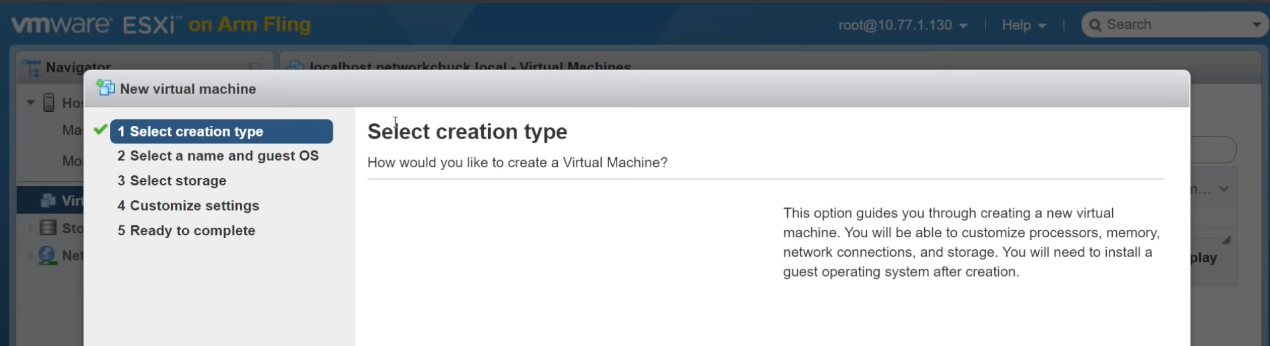 vmware ESXi™ on Arm Fling
root@10.77.1.130
Help
Search
Navigator
localhost.networkchuck.local - Virtual Machines
New virtual machine
1 Select creation type
2 Select a name and guest OS
3 Select storage
4 Customize settings
5 Ready to complete
Select creation type
How would you like to create a Virtual Machine?
This option guides you through creating a new virtual
machine. You will be able to customize processors, memory,
network connections, and storage. You will need to install a
guest operating system after creation.
Ho
Ma
Mo
Virt
Sto
Net
m...
play